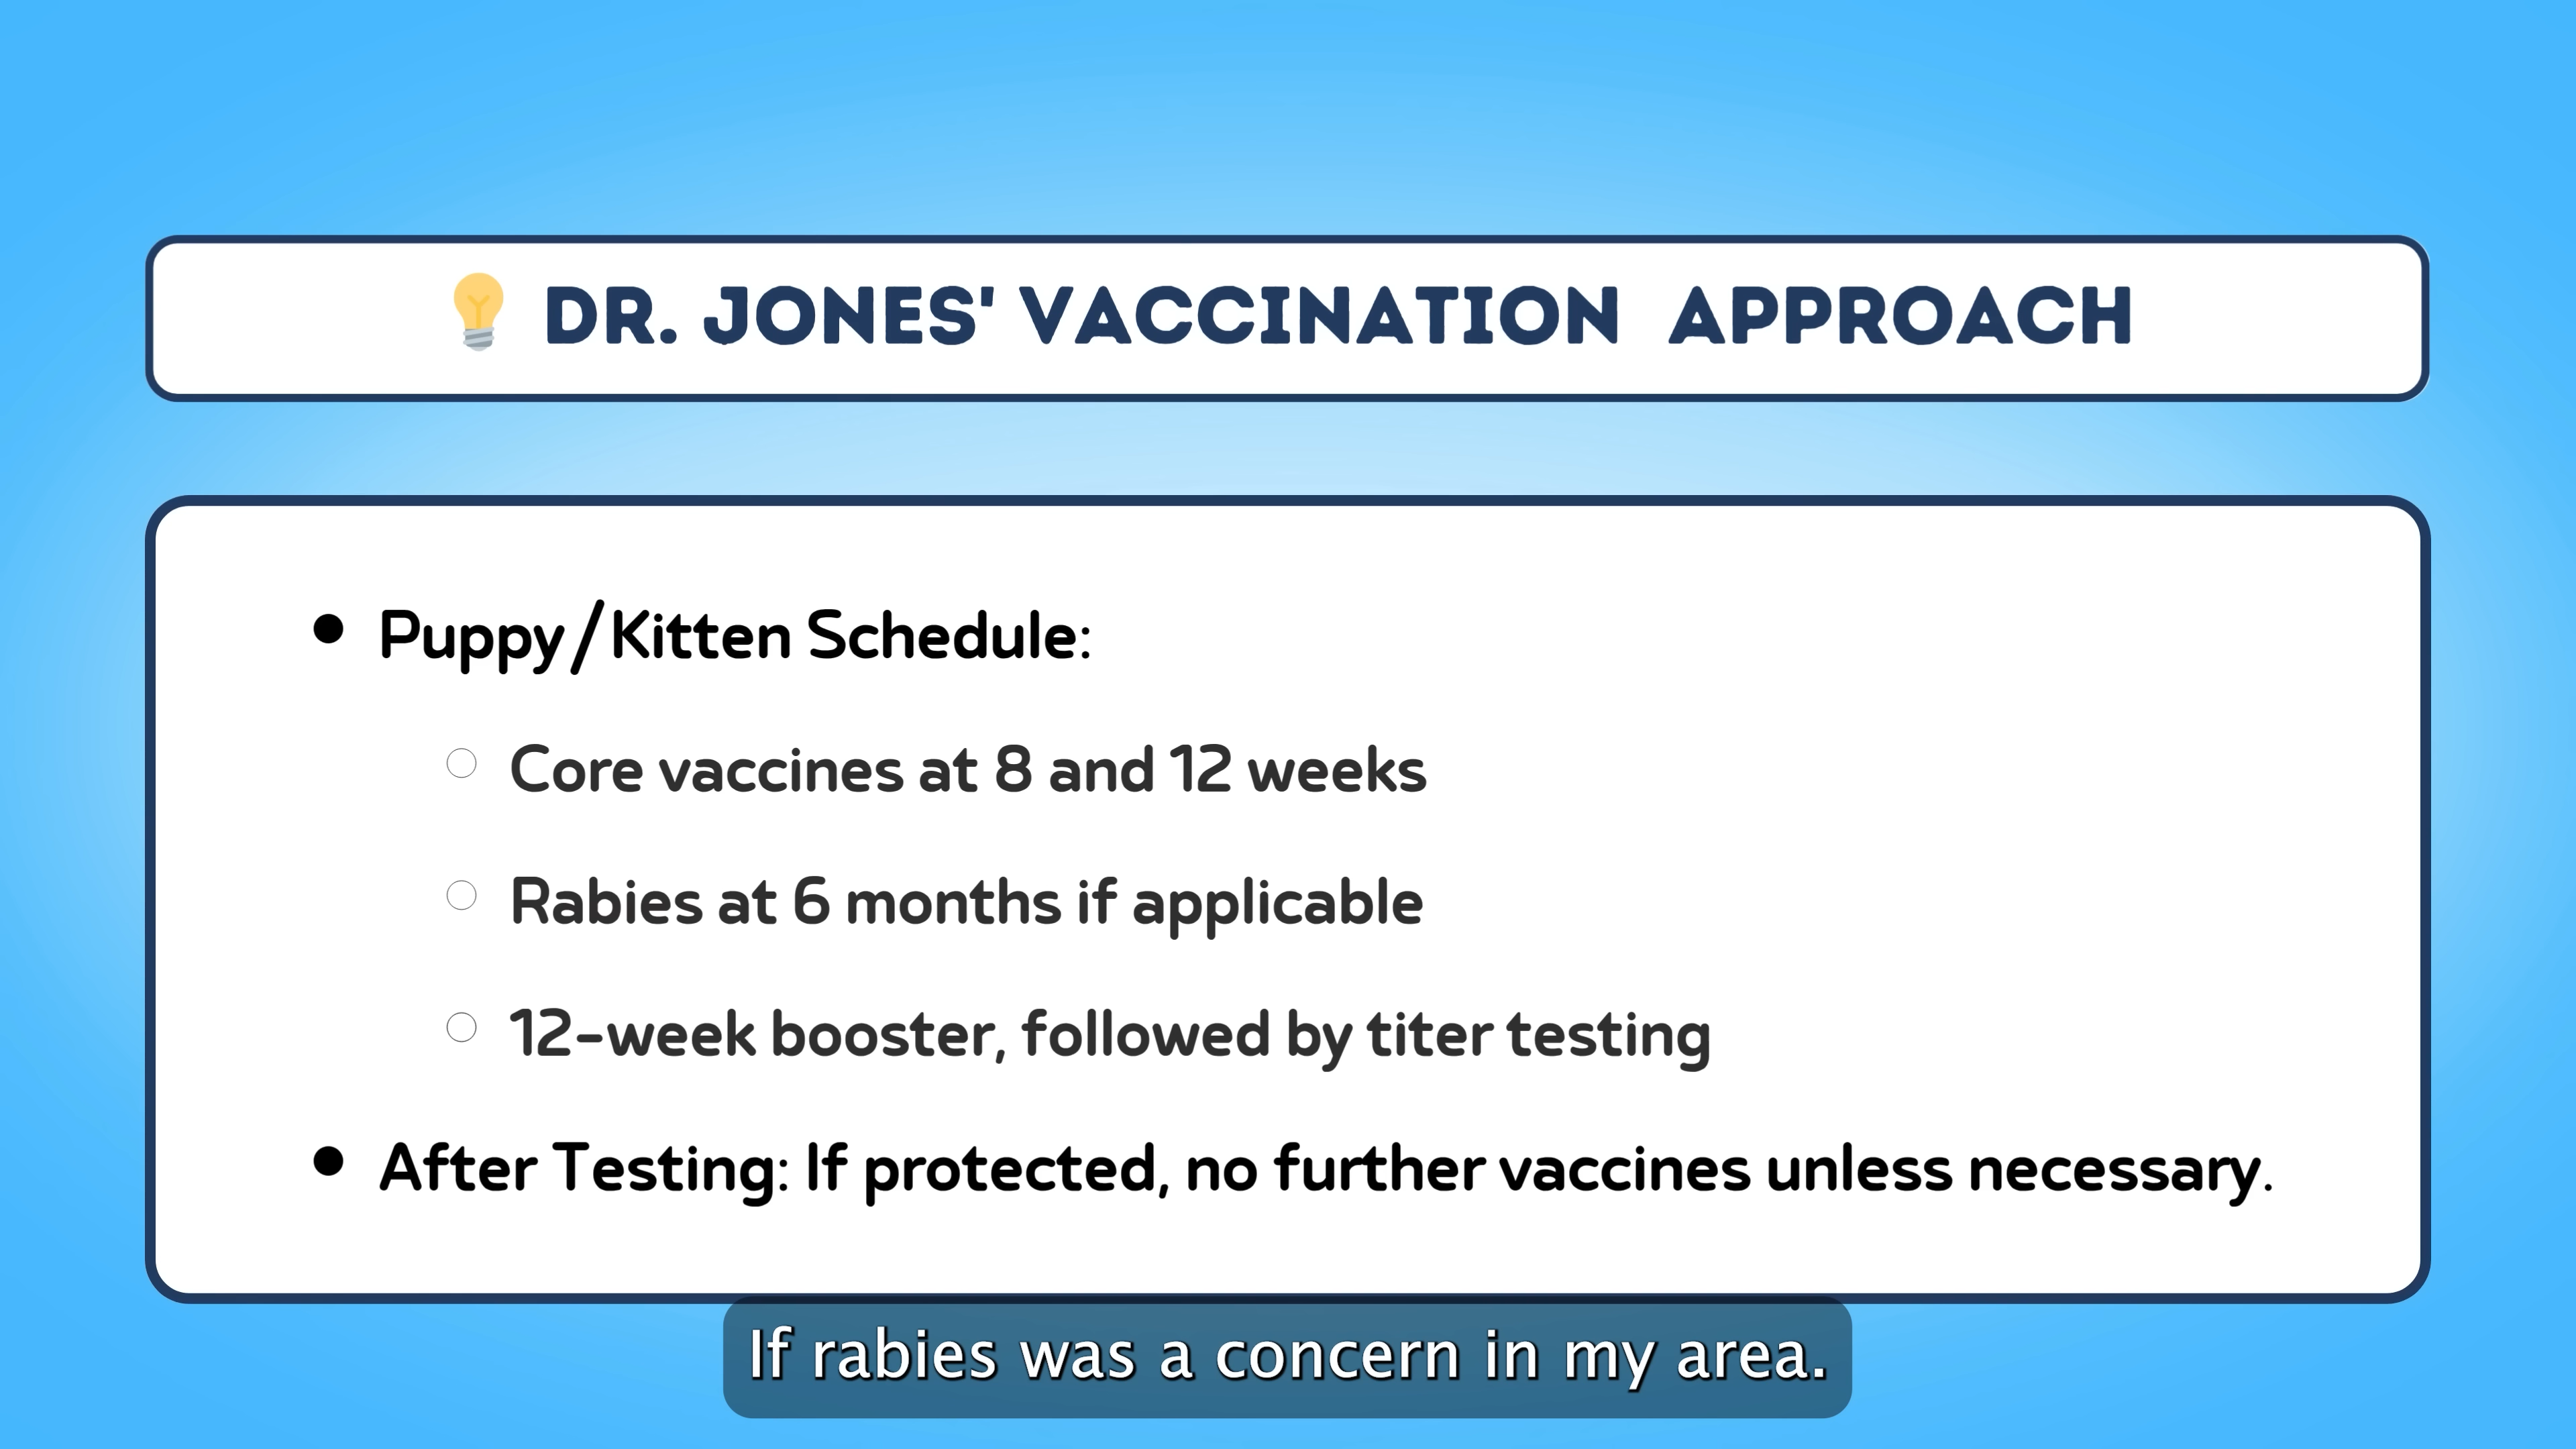 DR. JONES' VACCINATION APPROACH
Puppy/Kitten Schedule:
Core vaccines at 8 and 12 weeks
Rabies at 6 months if applicable
12-week booster, followed by titer testing
After Testing: If protected, no further vaccines unless necessary.
If rabies was a concern in my area.